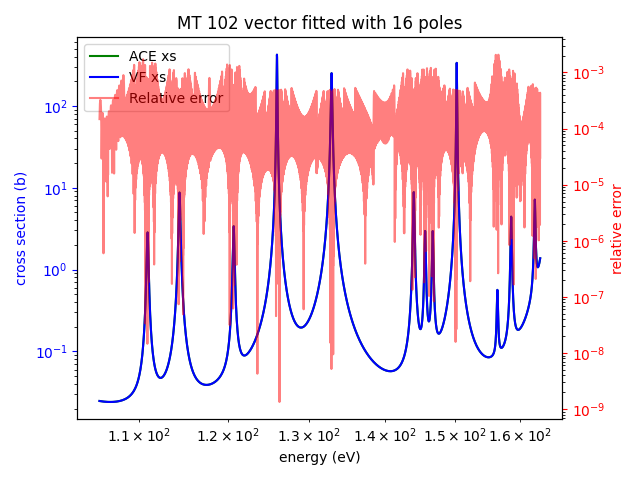 MT 102 vector fitted with 16 poles
ACE xs
VF xs
Relative error
cross section (b)
10²
10¹
10⁰
10⁻¹
relative error
10⁻³
10⁻⁴
10⁻⁵
10⁻⁶
10⁻⁷
10⁻⁸
10⁻⁹
1.1 × 10² 1.2 × 10² 1.3 × 10² 1.4 × 10² 1.5 × 10² 1.6 × 10²
energy (eV)